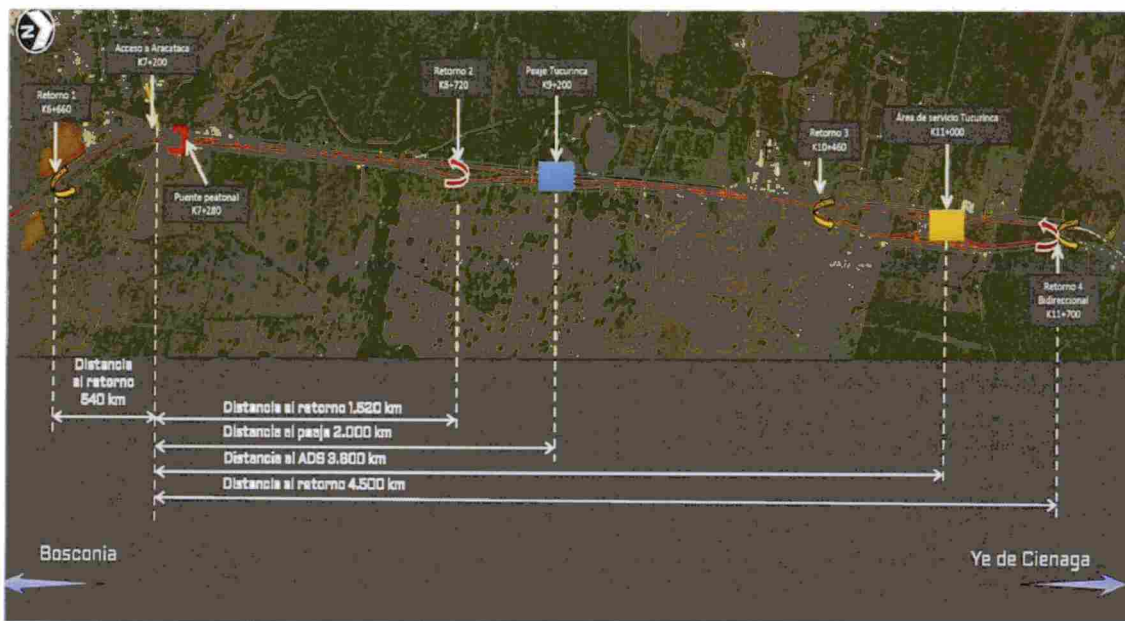 N
Acceso a Aracataca
K7+200
Retorno 1
K6+660
Retorno 2
K8+720
Peaje Tucurinca
K9+200
Área de servicio Tucurinca
K11+000
Retorno 3
K10+460
Puente peatonal
K7+280
Retorno 4
Bidireccional
K11+700
Distancia
al retorno
540 km
Distancia al retorno 1.520 km
Distancia al peaje 2.000 km
Distancia al ADS 3.800 km
Distancia al retorno 4.500 km
Bosconia
Ye de Cienaga